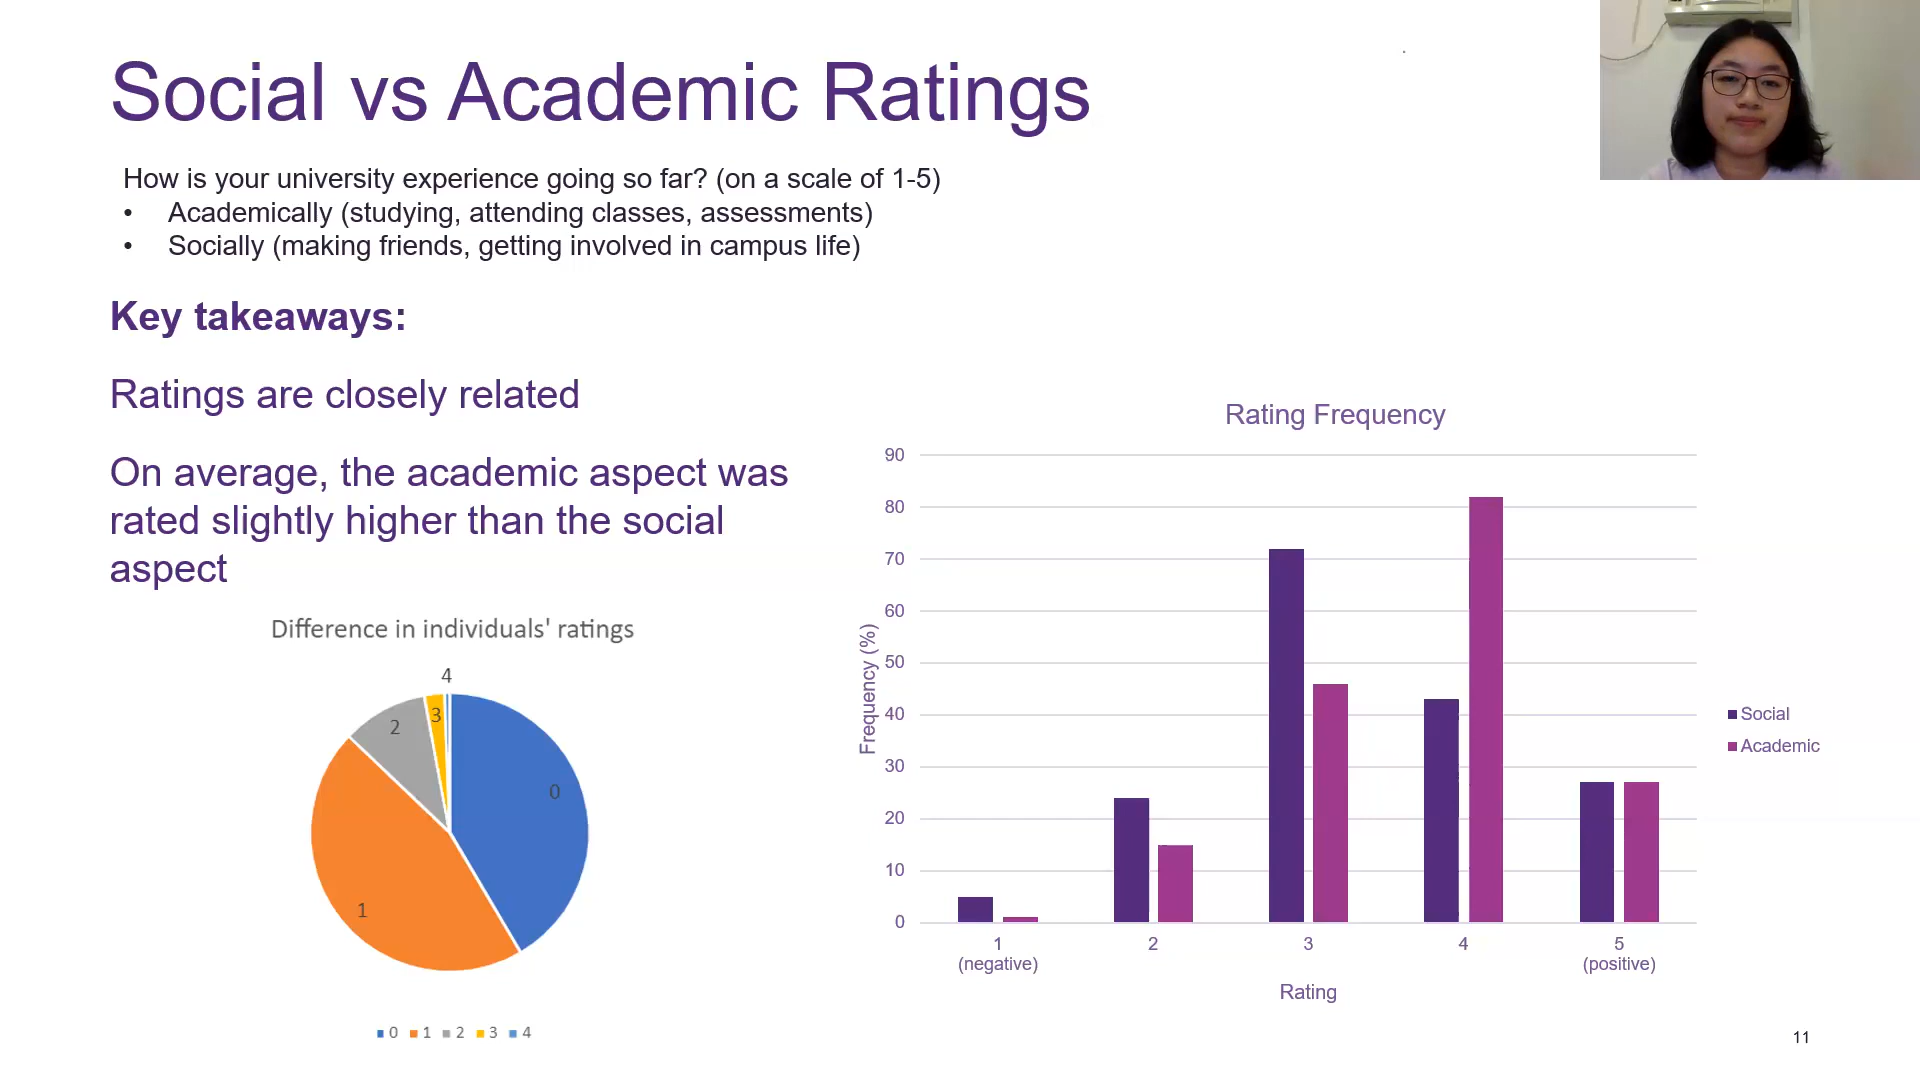 Social vs Academic Ratings
How is your university experience going so far? (on a scale of 1-5)
• Academically (studying, attending classes, assessments)
• Socially (making friends, getting involved in campus life)
Key takeaways:
Ratings are closely related
On average, the academic aspect was
rated slightly higher than the social
aspect
Difference in individuals' ratings
4
3
2
0
1
0 1 2 3 4
Rating Frequency
Frequency (%)
90
80
70
60
50
40
30
20
10
0
1 2 3 4 5
(negative) (positive)
Rating
Social
Academic
11